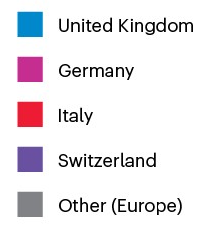 United Kingdom
Germany
Italy
Switzerland
Other (Europe)